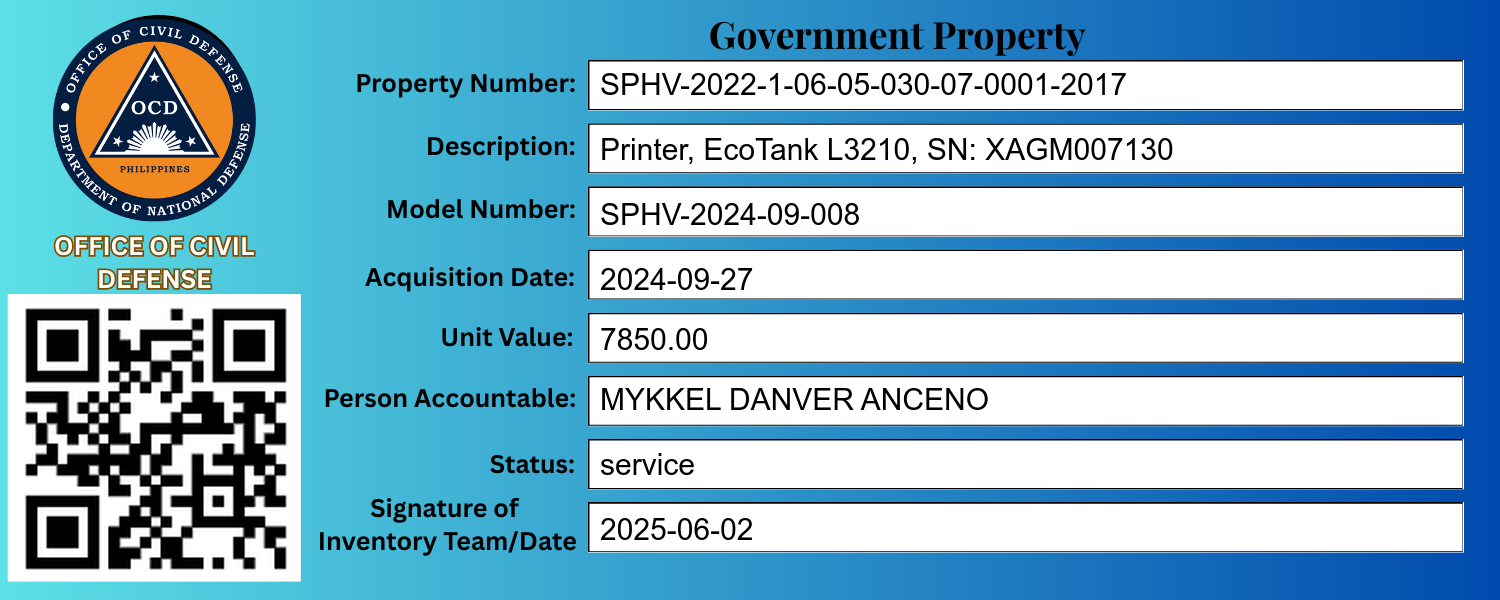 OFFICE OF CIVIL DEFENSE
OCD
PHILIPPINES
DEPARTMENT OF NATIONAL DEFENSE
OFFICE OF CIVIL
DEFENSE
Government Property
Property Number: SPHV-2022-1-06-05-030-07-0001-2017
Description: Printer, EcoTank L3210, SN: XAGM007130
Model Number: SPHV-2024-09-008
Acquisition Date: 2024-09-27
Unit Value: 7850.00
Person Accountable: MYKKEL DANVER ANCENO
Status: service
Signature of
Inventory Team/Date 2025-06-02